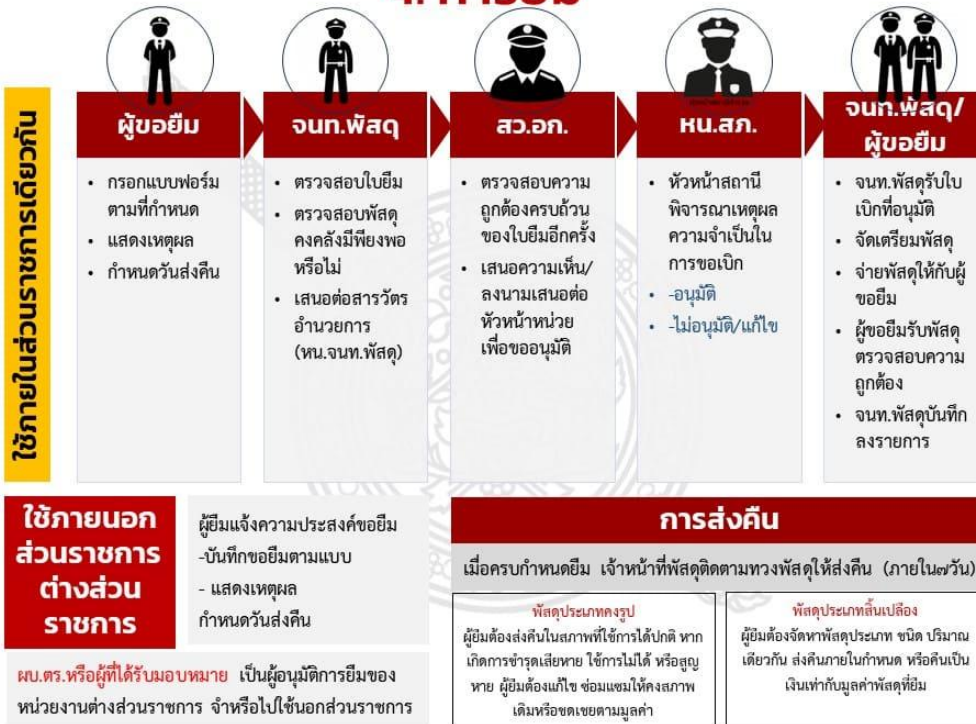 ใช้ภายในส่วนราชการเดียวกัน
ผู้ขอยืม
• กรอกแบบฟอร์ม
ตามที่กำหนด
• แสดงเหตุผล
• กำหนดวันส่งคืน
จนท.พัสดุ
• ตรวจสอบใบยืม
• ตรวจสอบพัสดุ
คงคลังมีพียงพอ
หรือไม่
• เสนอต่อสารวัตร
อำนวยการ
(หน.จนท.พัสดุ)
สว.อก.
• ตรวจสอบความ
ถูกต้องครบถ้วน
ของใบยืมอีกครั้ง
• เสนอความเห็น/
ลงนามเสนอต่อ
หัวหน้าหน่วย
เพื่อขออนุมัติ
หน.สภ.
• หัวหน้าสถานี
พิจารณาเหตุผล
ความจำเป็นใน
การขอเบิก
• -อนุมัติ
• -ไม่อนุมัติ/แก้ไข
จนท.พัสดุ/
ผู้ขอยืม
• จนท.พัสดุรับใบ
เบิกที่อนุมัติ
• จัดเตรียมพัสดุ
• จ่ายพัสดุให้กับผู้
ขอยืม
• ผู้ขอยืมรับพัสดุ
ตรวจสอบความ
ถูกต้อง
• จนท.พัสดุบันทึก
ลงรายการ
ใช้ภายนอก
ส่วนราชการ
ต่างส่วน
ราชการ
ผู้ยืมแจ้งความประสงค์ขอยืม
-บันทึกขอยืมตามแบบ
- แสดงเหตุผล
กำหนดวันส่งคืน
ผบ.ตร.หรือผู้ที่ได้รับมอบหมาย เป็นผู้อนุมัติการยืมของ
หน่วยงานต่างส่วนราชการ จำหรือไปใช้นอกส่วนราชการ
การส่งคืน
เมื่อครบกำหนดยืม เจ้าหน้าที่พัสดุติดตามทวงพัสดุให้ส่งคืน (ภายใน๗วัน)
พัสดุประเภทคงรูป
ผู้ยืมต้องส่งคืนในสภาพที่ใช้การได้ปกติ หาก
เกิดการชำรุดเสียหาย ใช้การไม่ได้ หรือสูญ
หาย ผู้ยืมต้องแก้ไข ซ่อมแซมให้คงสภาพ
เดิมหรือชดเชยตามมูลค่า
พัสดุประเภทสิ้นเปลือง
ผู้ยืมต้องจัดหาพัสดุประเภท ชนิด ปริมาณ
เดียวกัน ส่งคืนภายในกำหนด หรือคืนเป็น
เงินเท่ากับมูลค่าพัสดุที่ยืม